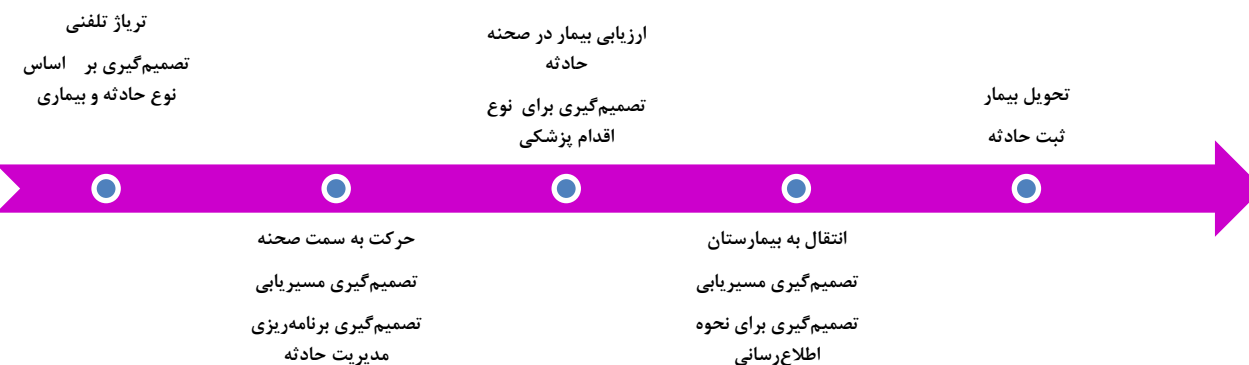 تریاژ تلفنی
تصمیم‌گیری بر اساس
نوع حادثه و بیماری
حرکت به سمت صحنه
تصمیم‌گیری مسیریابی
تصمیم‌گیری برنامه‌ریزی
مدیریت حادثه
ارزیابی بیمار در صحنه
حادثه
تصمیم‌گیری برای نوع
اقدام پزشکی
انتقال به بیمارستان
تصمیم‌گیری مسیریابی
تصمیم‌گیری برای نحوه
اطلاع‌رسانی
تحویل بیمار
ثبت حادثه